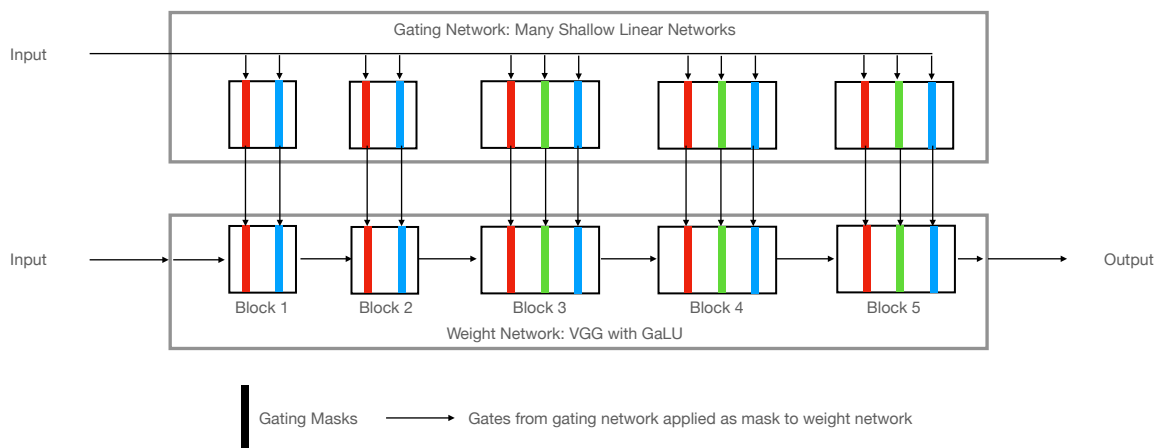 Gating Network: Many Shallow Linear Networks
Input
Input
Output
Block 1
Block 2
Block 3
Block 4
Block 5
Weight Network: VGG with GaLU
Gating Masks
Gates from gating network applied as mask to weight network